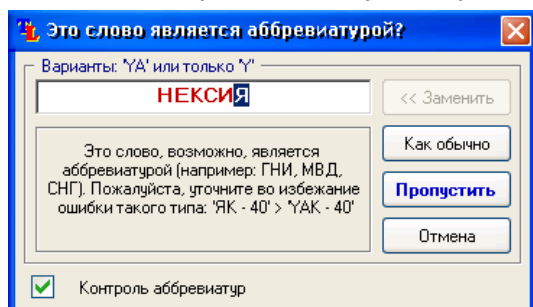 Это слово является аббревиатурой?
Варианты: 'YA' или только 'Y'
НЕКСИЯ
<< Заменить
Это слово, возможно, является
аббревиатурой (например: ГНИ, МВД,
СНГ). Пожалуйста, уточните во избежание
ошибки такого типа: 'ЯК - 40' > 'YAK - 40'
Как обычно
Пропустить
Отмена
Контроль аббревиатур